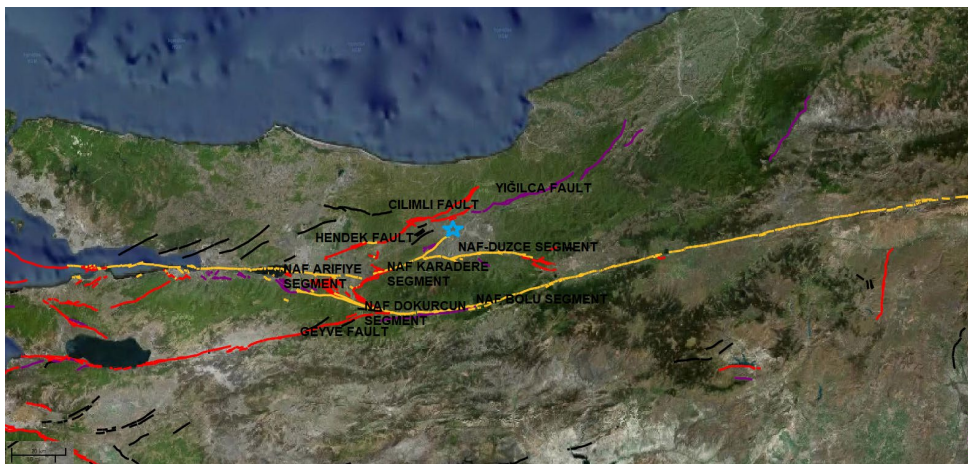 YIĞILCA FAULT
CILIMLI FAULT
HENDEK FAULT
NAF-DUZCE SEGMENT
NAF ARIFIYE
SEGMENT
NAF KARADERE
SEGMENT
NAF BOLU SEGMENT
NAF DOKURCUN
SEGMENT
GEYVE FAULT